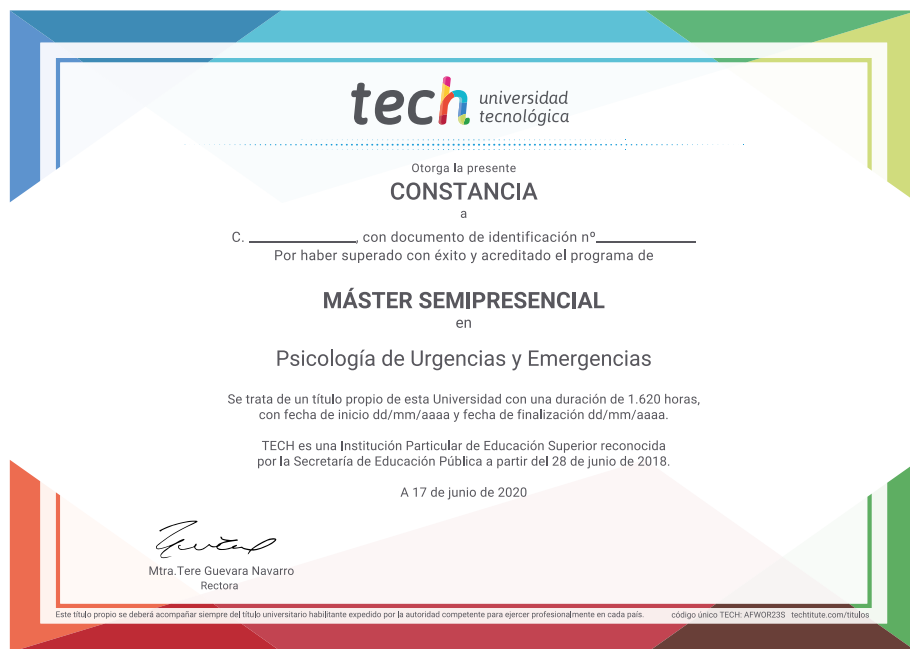 tech universidad
tecnológica
Otorga la presente
CONSTANCIA
a
C. ____________, con documento de identificación nº____________
Por haber superado con éxito y acreditado el programa de
MÁSTER SEMIPRESENCIAL
en
Psicología de Urgencias y Emergencias
Se trata de un título propio de esta Universidad con una duración de 1.620 horas,
con fecha de inicio dd/mm/aaaa y fecha de finalización dd/mm/aaaa.
TECH es una Institución Particular de Educación Superior reconocida
por la Secretaría de Educación Pública a partir del 28 de junio de 2018.
A 17 de junio de 2020
Mtra.Tere Guevara Navarro
Rectora
Este título propio se deberá acompañar siempre del título universitario habilitante expedido por la autoridad competente para ejercer profesionalmente en cada país. código único TECH: AFWOR23S techtitute.com/titulos